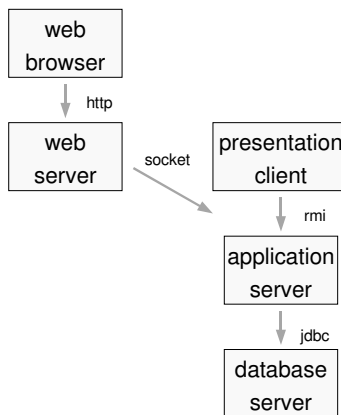 web
browser
http
web
server
socket
presentation
client
rmi
application
server
jdbc
database
server